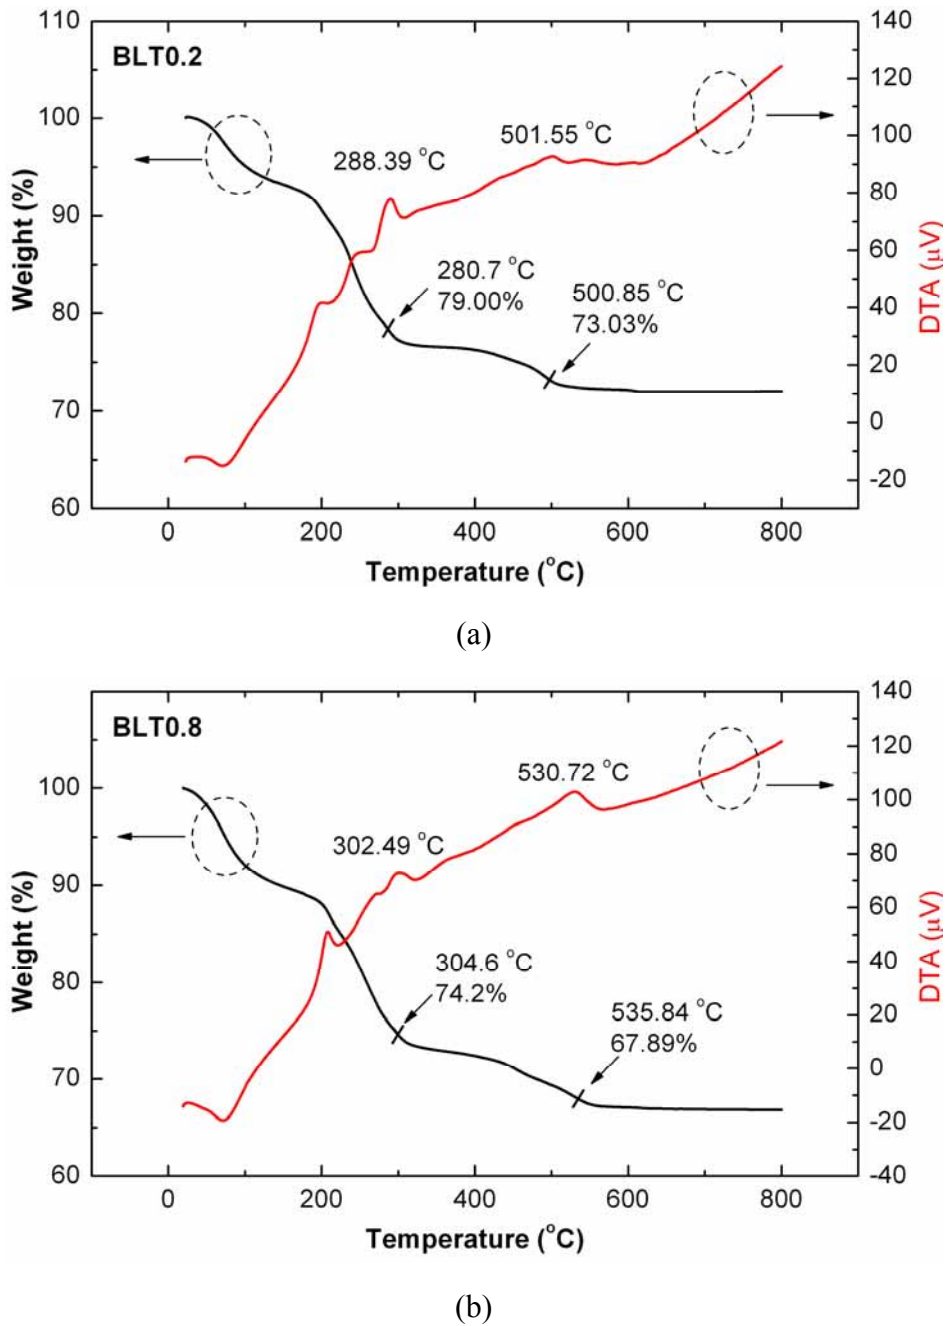 BLT0.2
110
100
90
80
70
60
Weight (%)
140
120
100
80
60
40
20
0
-20
DTA (μV)
288.39 °C
501.55 °C
280.7 °C
79.00%
500.85 °C
73.03%
0 200 400 600 800
Temperature (°C)
(a)
BLT0.8
100
90
80
70
60
Weight (%)
140
120
100
80
60
40
20
0
-20
-40
DTA (μV)
530.72 °C
302.49 °C
304.6 °C
74.2%
535.84 °C
67.89%
0 200 400 600 800
Temperature (°C)
(b)